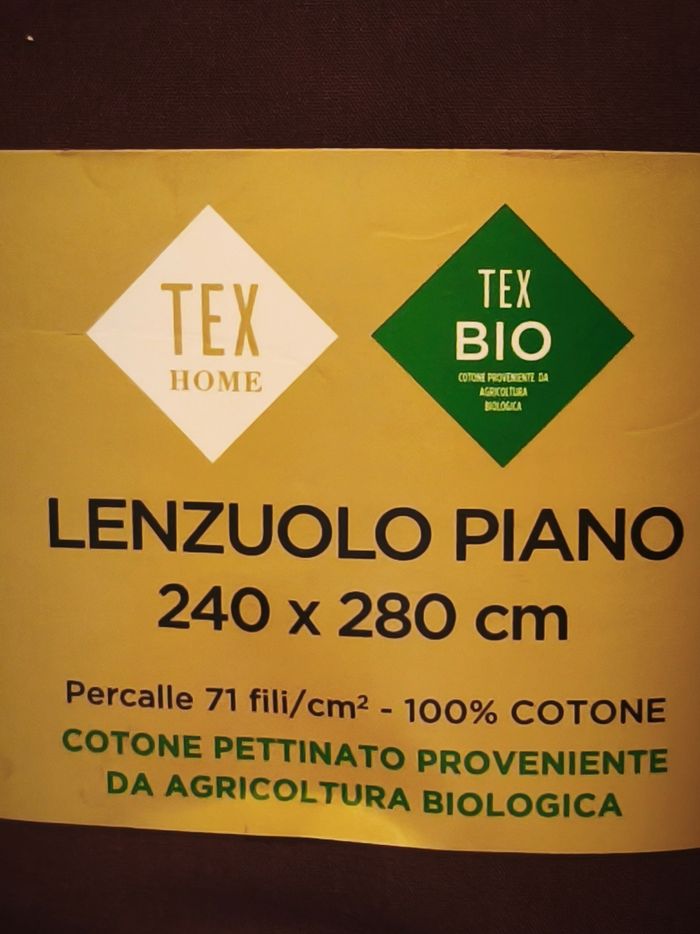 TEX
HOME
TEX
BIO
COTONE PROVENIENTE DA
AGRICOLTURA
BIOLOGICA
LENZUOLO PIANO
240 x 280 cm
Percalle 71 fili/cm² - 100% COTONE
COTONE PETTINATO PROVENIENTE
DA AGRICOLTURA BIOLOGICA